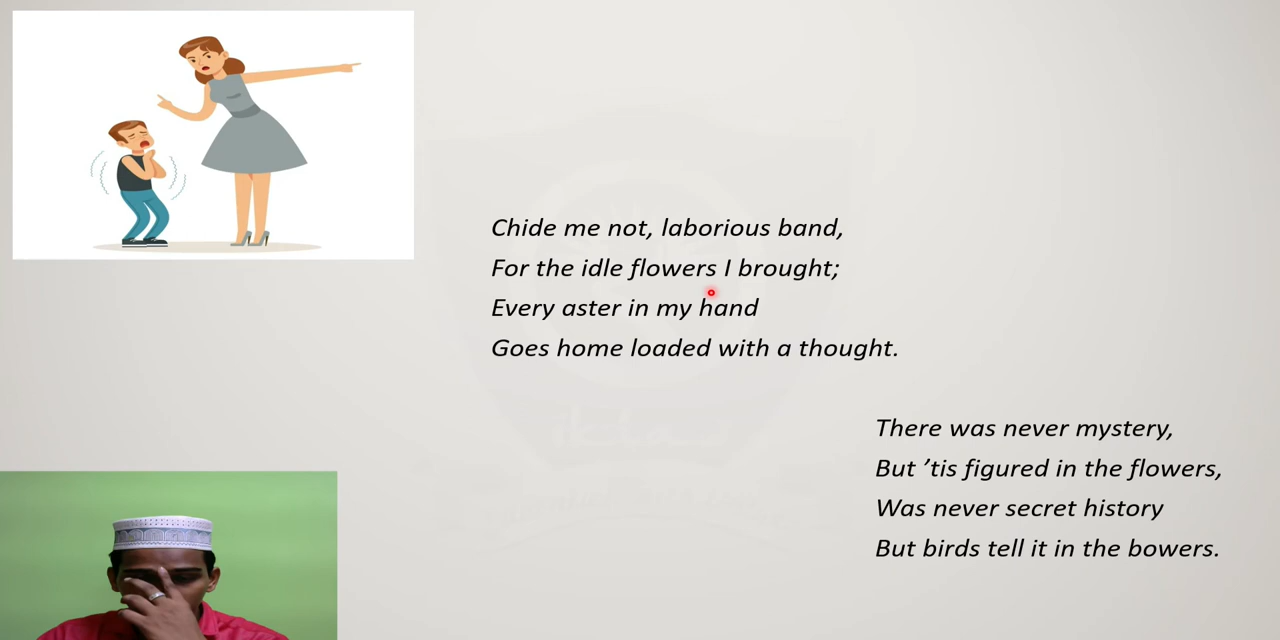 Chide me not, laborious band,
For the idle flowers I brought;
Every aster in my hand
Goes home loaded with a thought.
There was never mystery,
But ’tis figured in the flowers,
Was never secret history
But birds tell it in the bowers.